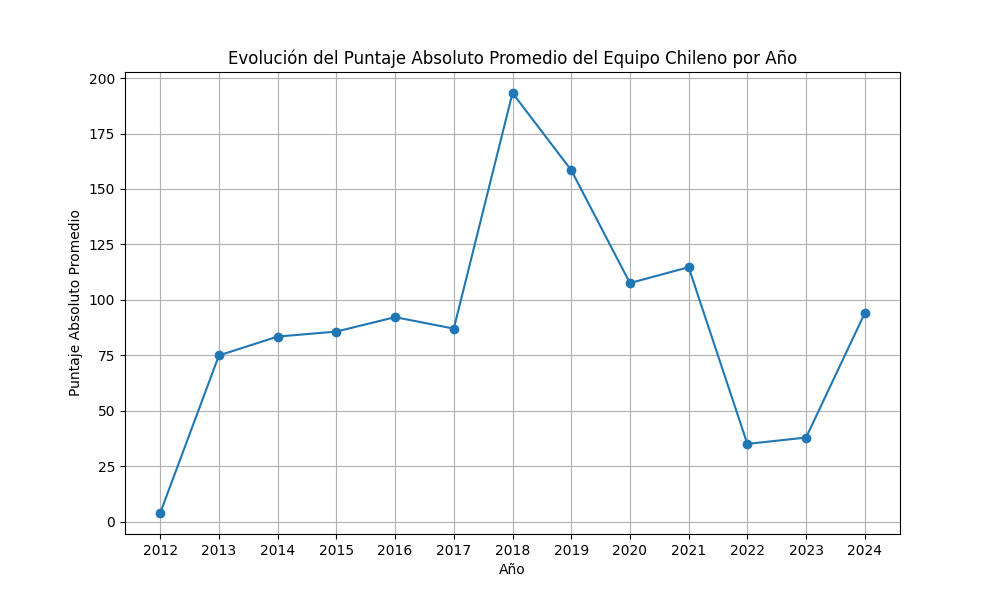 Evolución del Puntaje Absoluto Promedio del Equipo Chileno por Año
Puntaje Absoluto Promedio
200
175
150
125
100
75
50
25
0
2012 2013 2014 2015 2016 2017 2018 2019 2020 2021 2022 2023 2024
Año